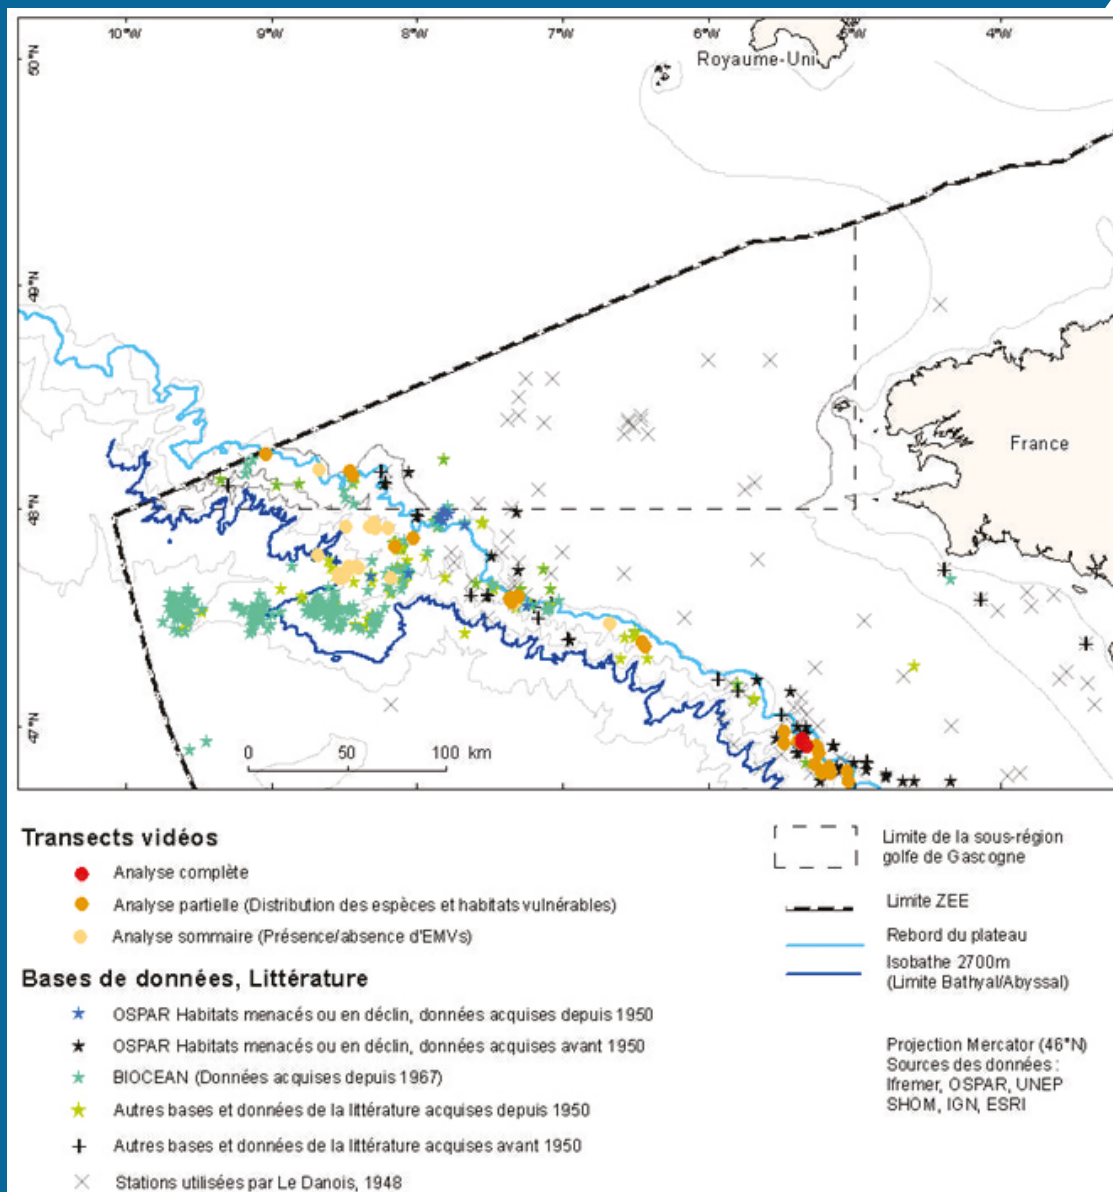 10°W 9°W 8°W 7°W 6°W 5°W 4°W
50°N
Royaume-Uni
49°N
France
48°N
47°N
0 50 100 km
Transects vidéos
Analyse complète
Analyse partielle (Distribution des espèces et habitats vulnérables)
Analyse sommaire (Présence/absence d'EMVs)
Bases de données, Littérature
OSPAR Habitats menacés ou en déclin, données acquises depuis 1950
OSPAR Habitats menacés ou en déclin, données acquises avant 1950
BIOCEAN (Données acquises depuis 1967)
Autres bases et données de la littérature acquises depuis 1950
Autres bases et données de la littérature acquises avant 1950
Stations utilisées par Le Danois, 1948
Limite de la sous-région
golfe de Gascogne
Limite ZEE
Rebord du plateau
Isobathe 2700m
(Limite Bathyal/Abyssal)
Projection Mercator (46°N)
Sources des données :
Ifremer, OSPAR, UNEP
SHOM, IGN, ESRI